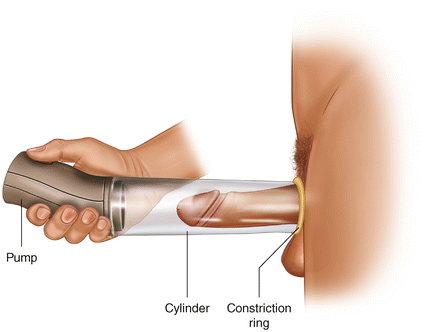 Pump
Cylinder
Constriction
ring